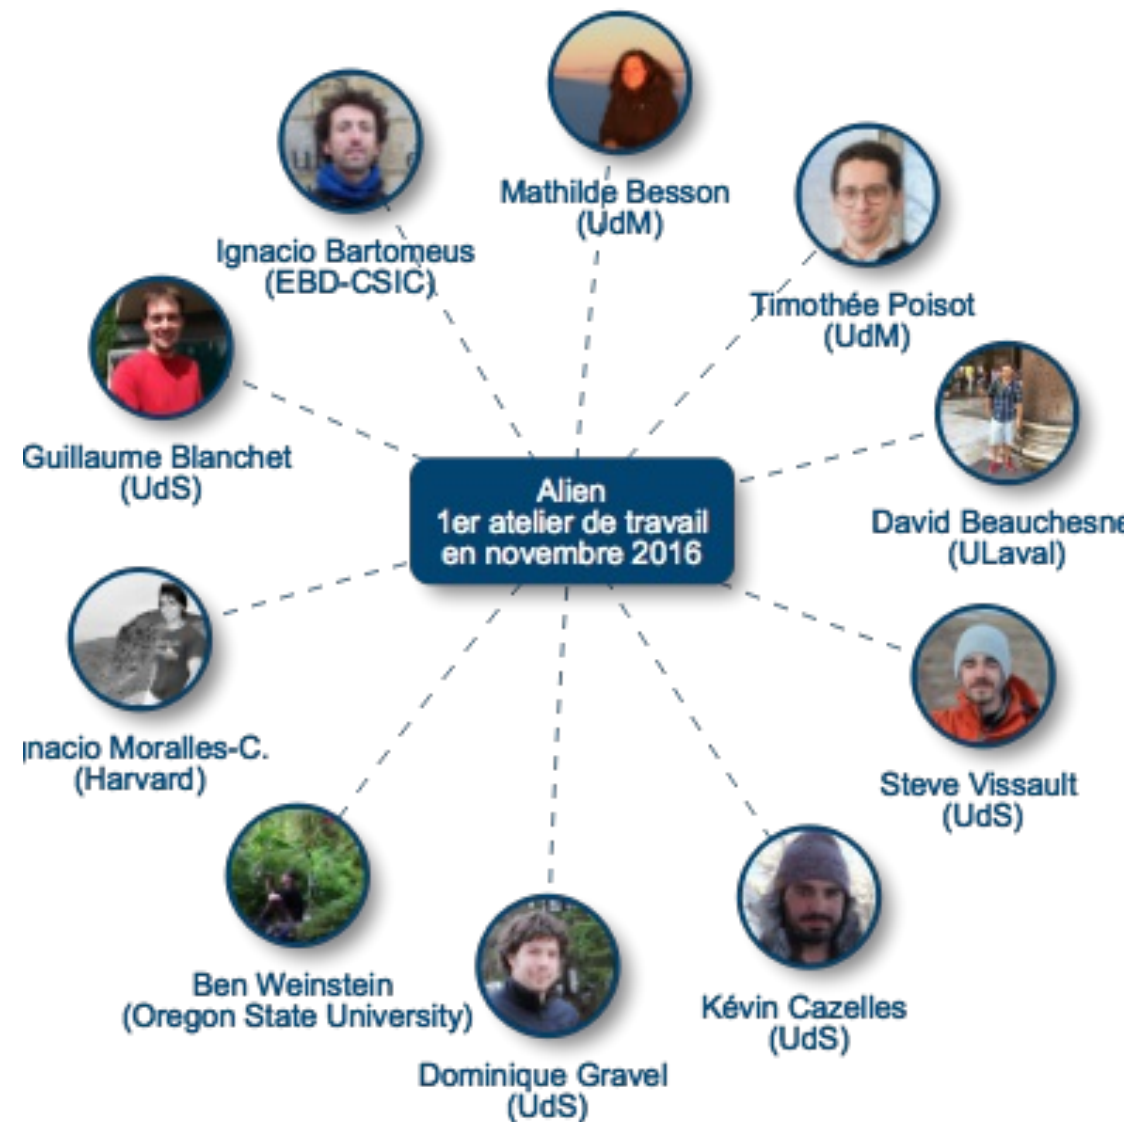 Mathilde Besson
(UdM)
Ignacio Bartomeus
(EBD-CSIC)
Timothée Poisot
(UdM)
Guillaume Blanchet
(UdS)
Alien
1er atelier de travail
en novembre 2016
David Beauchesne
(ULaval)
gnacio Moralles-C.
(Harvard)
Steve Vissault
(UdS)
Ben Weinstein
(Oregon State University)
Kévin Cazelles
(UdS)
Dominique Gravel
(UdS)